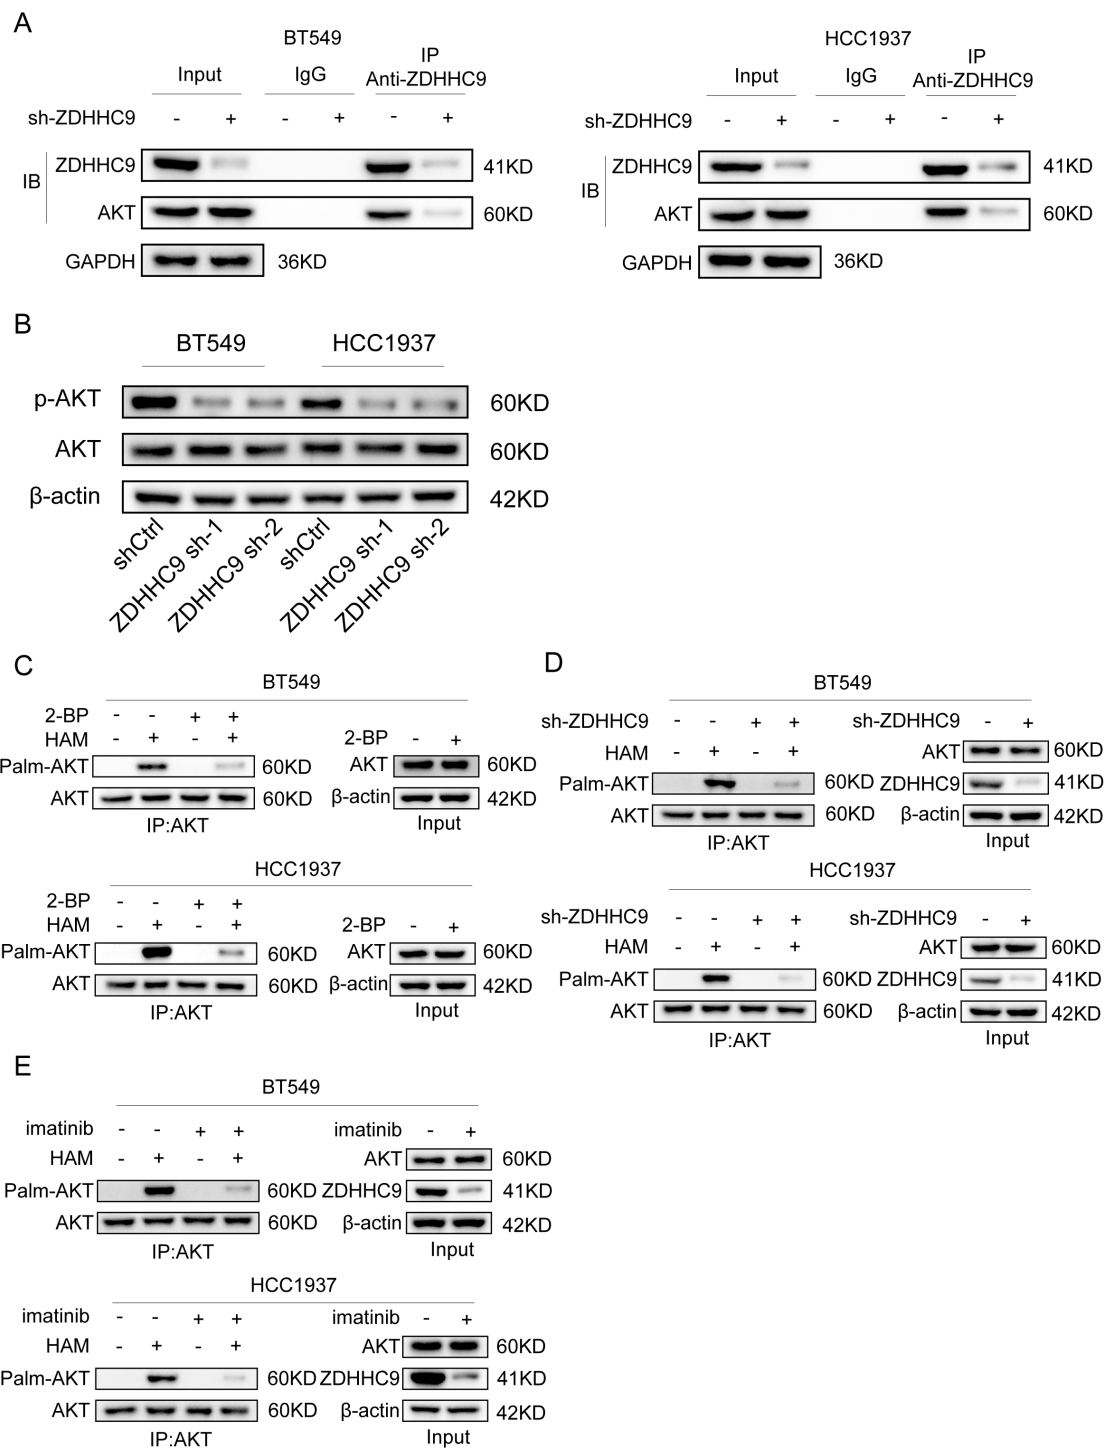 A
BT549
Input IgG IP
Anti-ZDHHC9
sh-ZDHHC9 - + - + - +
IB
ZDHHC9 41KD
AKT 60KD
GAPDH 36KD
HCC1937
Input IgG IP
Anti-ZDHHC9
sh-ZDHHC9 - + - + - +
IB
ZDHHC9 41KD
AKT 60KD
GAPDH 36KD
B
BT549 HCC1937
p-AKT 60KD
AKT 60KD
β-actin 42KD
shCtrl
ZDHHC9 sh-1
ZDHHC9 sh-2
shCtrl
ZDHHC9 sh-1
ZDHHC9 sh-2
C
BT549
2-BP - - + +
HAM - + - +
Palm-AKT 60KD
AKT 60KD
IP:AKT
2-BP - +
AKT 60KD
β-actin 42KD
Input
HCC1937
2-BP - - + +
HAM - + - +
Palm-AKT 60KD
AKT 60KD
IP:AKT
2-BP - +
AKT 60KD
β-actin 42KD
Input
D
BT549
sh-ZDHHC9 - - + +
HAM - + - +
Palm-AKT 60KD
AKT 60KD
IP:AKT
sh-ZDHHC9 - +
AKT 60KD
ZDHHC9 41KD
β-actin 42KD
Input
HCC1937
sh-ZDHHC9 - - + +
HAM - + - +
Palm-AKT 60KD
AKT 60KD
IP:AKT
sh-ZDHHC9 - +
AKT 60KD
ZDHHC9 41KD
β-actin 42KD
Input
E
BT549
imatinib - - + +
HAM - + - +
Palm-AKT 60KD
AKT 60KD
IP:AKT
imatinib - +
AKT 60KD
ZDHHC9 41KD
β-actin 42KD
Input
HCC1937
imatinib - - + +
HAM - + - +
Palm-AKT 60KD
AKT 60KD
IP:AKT
imatinib - +
AKT 60KD
ZDHHC9 41KD
β-actin 42KD
Input